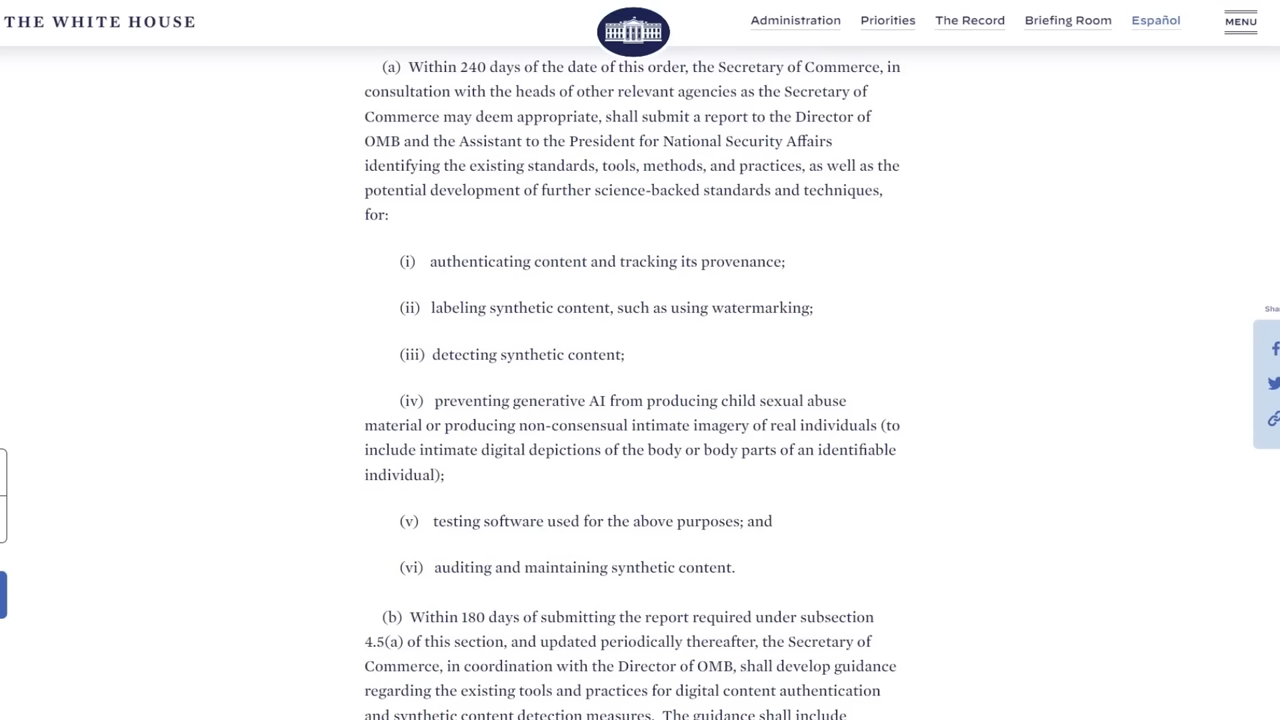 THE WHITE HOUSE
Administration Priorities The Record Briefing Room Español MENU
(a) Within 240 days of the date of this order, the Secretary of Commerce, in
consultation with the heads of other relevant agencies as the Secretary of
Commerce may deem appropriate, shall submit a report to the Director of
OMB and the Assistant to the President for National Security Affairs
identifying the existing standards, tools, methods, and practices, as well as the
potential development of further science-backed standards and techniques,
for:
(i) authenticating content and tracking its provenance;
(ii) labeling synthetic content, such as using watermarking;
Sha
(iii) detecting synthetic content;
(iv) preventing generative AI from producing child sexual abuse
material or producing non-consensual intimate imagery of real individuals (to
include intimate digital depictions of the body or body parts of an identifiable
individual);
(v) testing software used for the above purposes; and
(vi) auditing and maintaining synthetic content.
(b) Within 180 days of submitting the report required under subsection
4.5(a) of this section, and updated periodically thereafter, the Secretary of
Commerce, in coordination with the Director of OMB, shall develop guidance
regarding the existing tools and practices for digital content authentication
and synthetic content detection measures. The guidance shall include